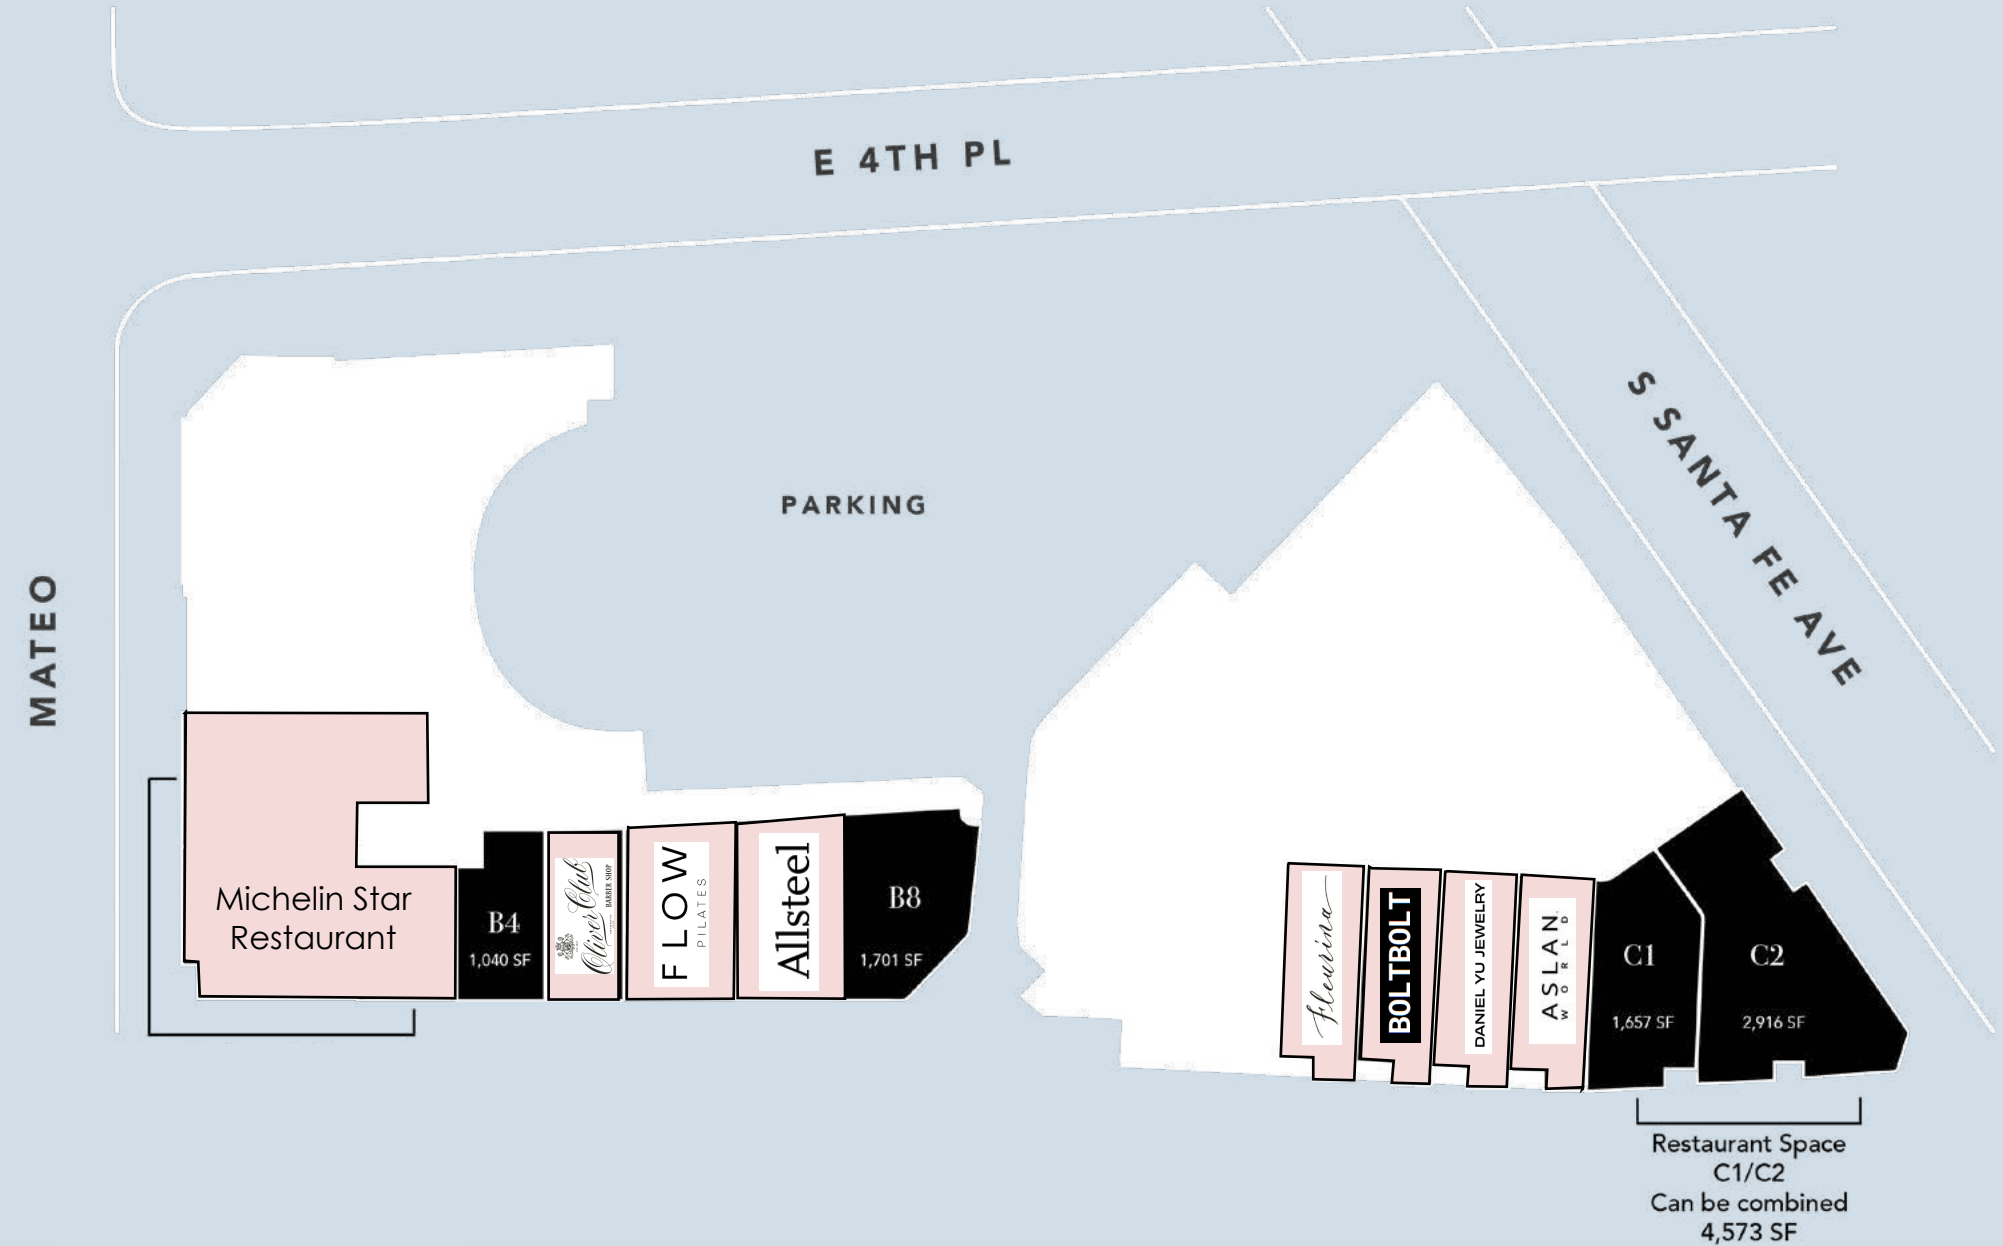 E 4TH PL
S SANTA FE AVE
PARKING
MATEO
Michelin Star
Restaurant
B4
1,040 SF
Oliver Club
BARBER SHOP
FLOW
PILATES
Allsteel
B8
1,701 SF
Fleurina
BOLTBOLT
DANIEL YU JEWELRY
ASLAN
WORLD
C1
1,657 SF
C2
2,916 SF
Restaurant Space
C1/C2
Can be combined
4,573 SF